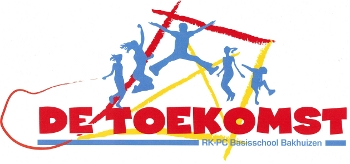 DE TOEKOMST
RK-PC Basisschool Bakhuizen